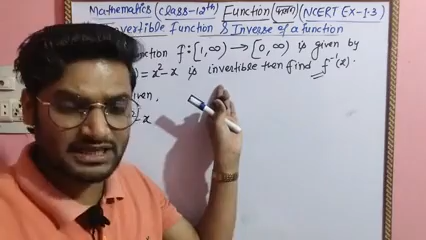 Mathematics (Class-12th) Function (फलन) (NCERT EX-1.3)
Invertible Function & Inverse of a function
function f:[1,∞) → [0,∞) is given by
= x²-x is invertible then find f⁻¹(x).
-x